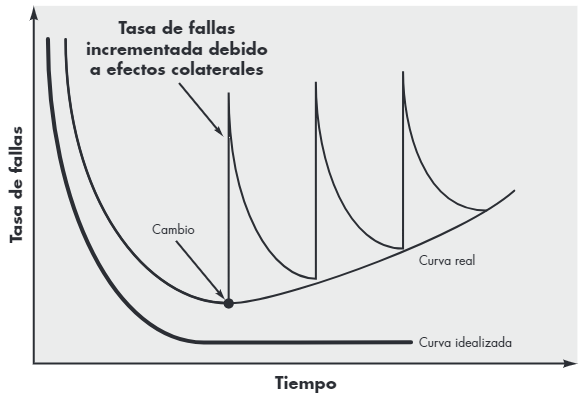 Tasa de fallas
incrementada debido
a efectos colaterales
Tasa de fallas
Cambio
Curva real
Curva idealizada
Tiempo